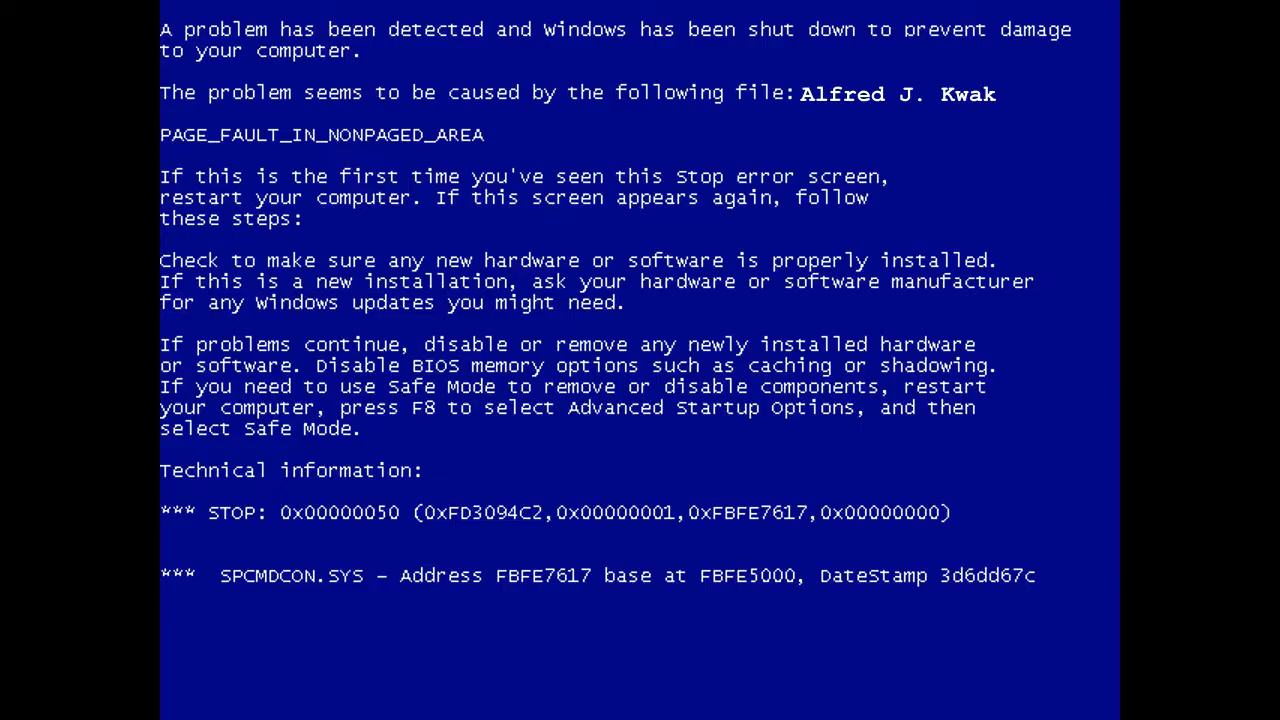 A problem has been detected and Windows has been shut down to prevent damage
to your computer.
The problem seems to be caused by the following file: Alfred J. Kwak
PAGE_FAULT_IN_NONPAGED_AREA
If this is the first time you've seen this Stop error screen,
restart your computer. If this screen appears again, follow
these steps:
Check to make sure any new hardware or software is properly installed.
If this is a new installation, ask your hardware or software manufacturer
for any Windows updates you might need.
If problems continue, disable or remove any newly installed hardware
or software. Disable BIOS memory options such as caching or shadowing.
If you need to use Safe Mode to remove or disable components, restart
your computer, press F8 to select Advanced Startup Options, and then
select Safe Mode.
Technical information:
*** STOP: 0x00000050 (0xFD3094C2,0x00000001,0xFBFE7617,0x00000000)
*** SPCMDCON.SYS – Address FBFE7617 base at FBFE5000, DateStamp 3d6dd67c